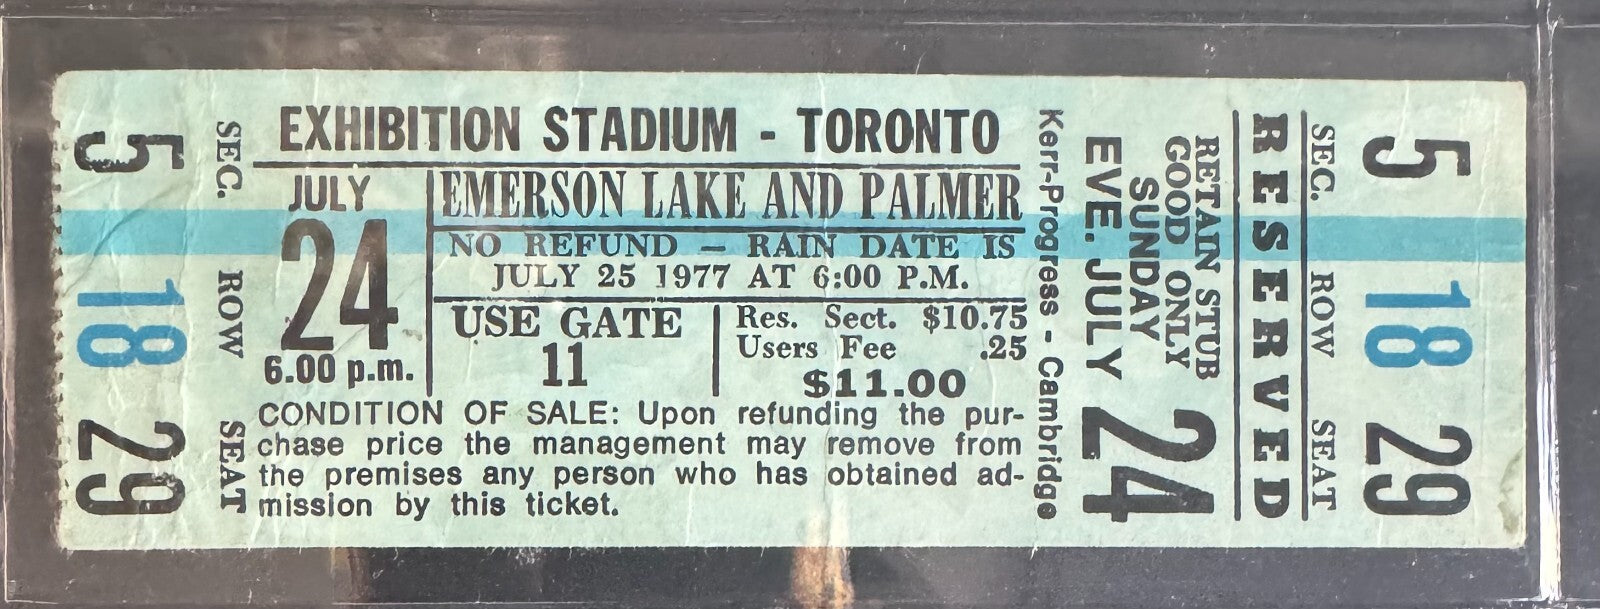 5
18
29
SEC.
ROW
SEAT
EXHIBITION STADIUM - TORONTO
JULY
24
6.00 p.m.
EMERSON LAKE AND PALMER
NO REFUND — RAIN DATE IS
JULY 25 1977 AT 6:00 P.M.
USE GATE
11
Res. Sect. $10.75
Users Fee .25
$11.00
CONDITION OF SALE: Upon refunding the pur-
chase price the management may remove from
the premises any person who has obtained ad-
mission by this ticket.
Kerr-Progress - Cambridge
EVE. JULY 24
SUNDAY
GOOD ONLY
RETAIN STUB
RESERVED
SEC.
ROW
SEAT
5
18
29